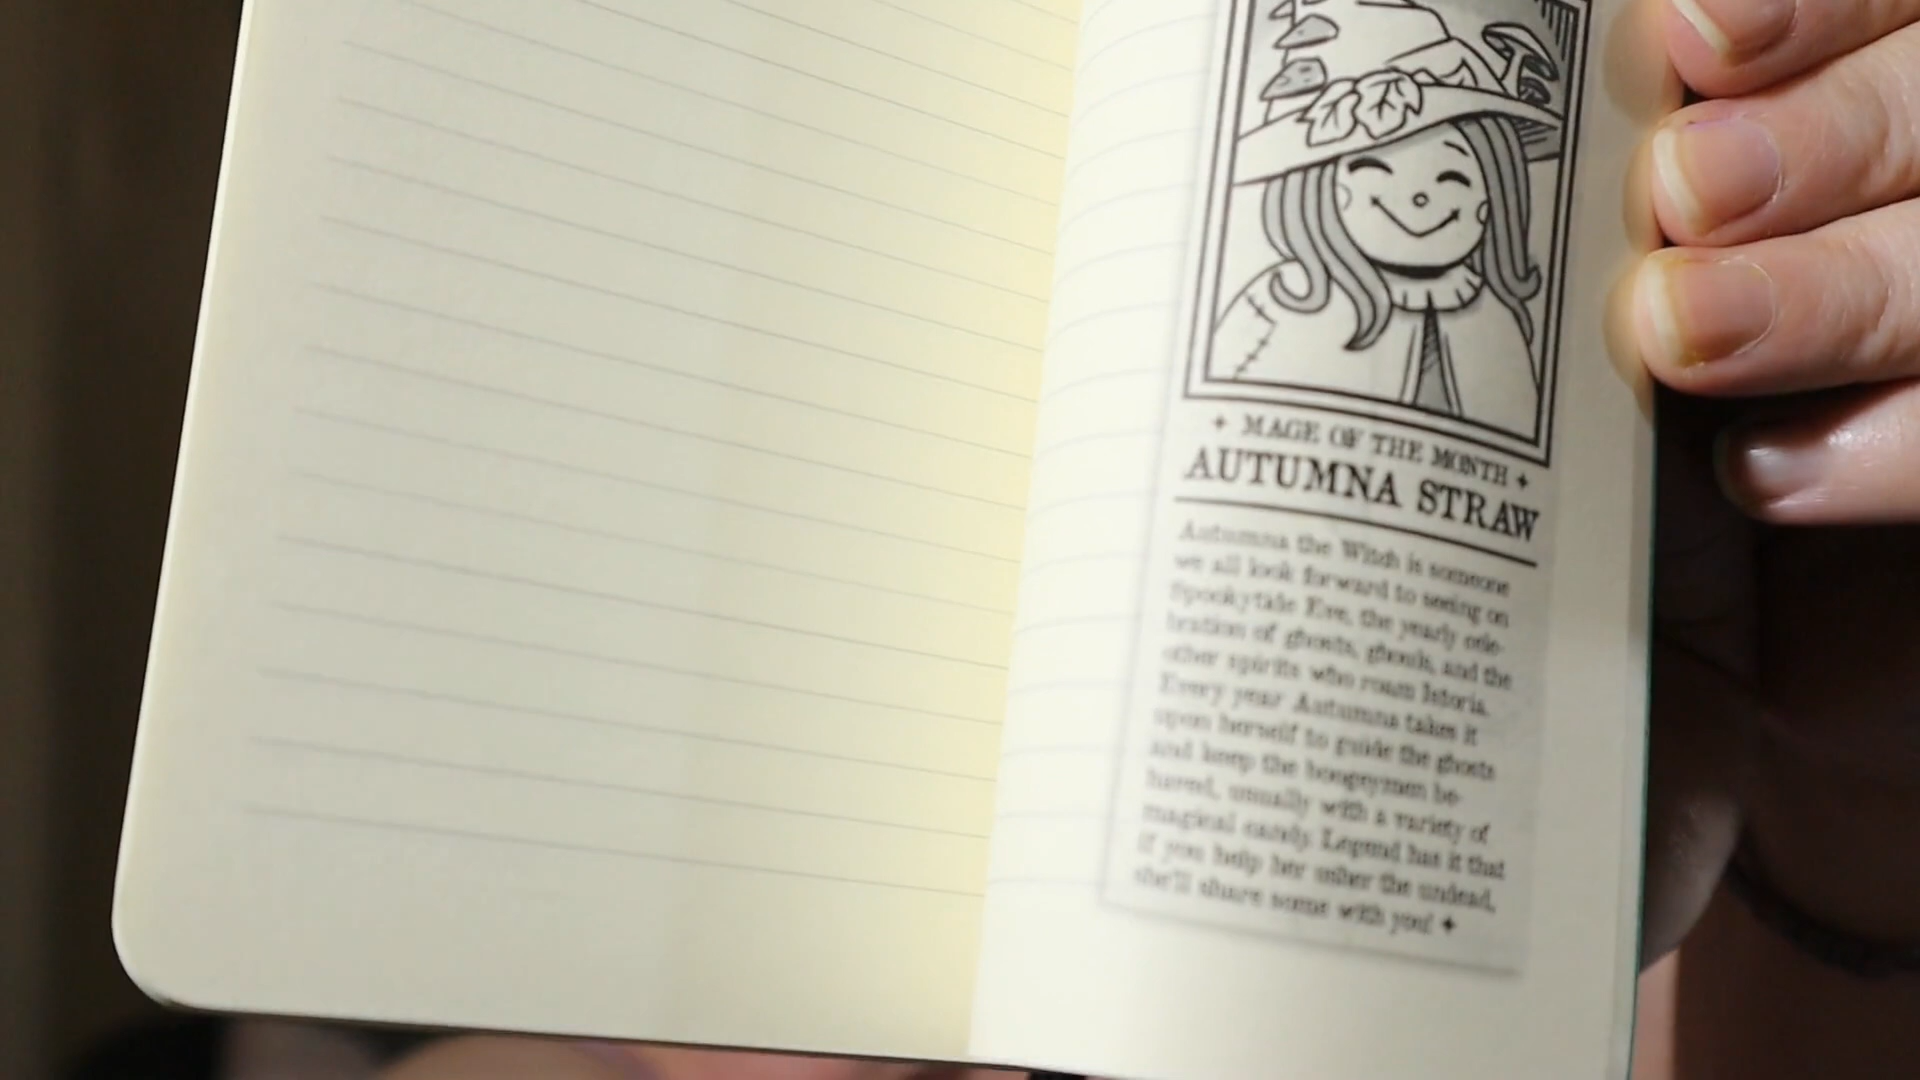 ✦ MAGE OF THE MONTH ✦
AUTUMNA STRAW
Autumna the Witch is someone
we all look forward to seeing on
Spookytide Eve, the yearly cele-
bration of ghosts, ghouls, and the
other spirits who roam Istoria.
Every year Autumna takes it
upon herself to guide the ghosts
and keep the boogeymen be-
haved, usually with a variety of
magical candy. Legend has it that
if you help her usher the undead,
she'll share some with you! ✦